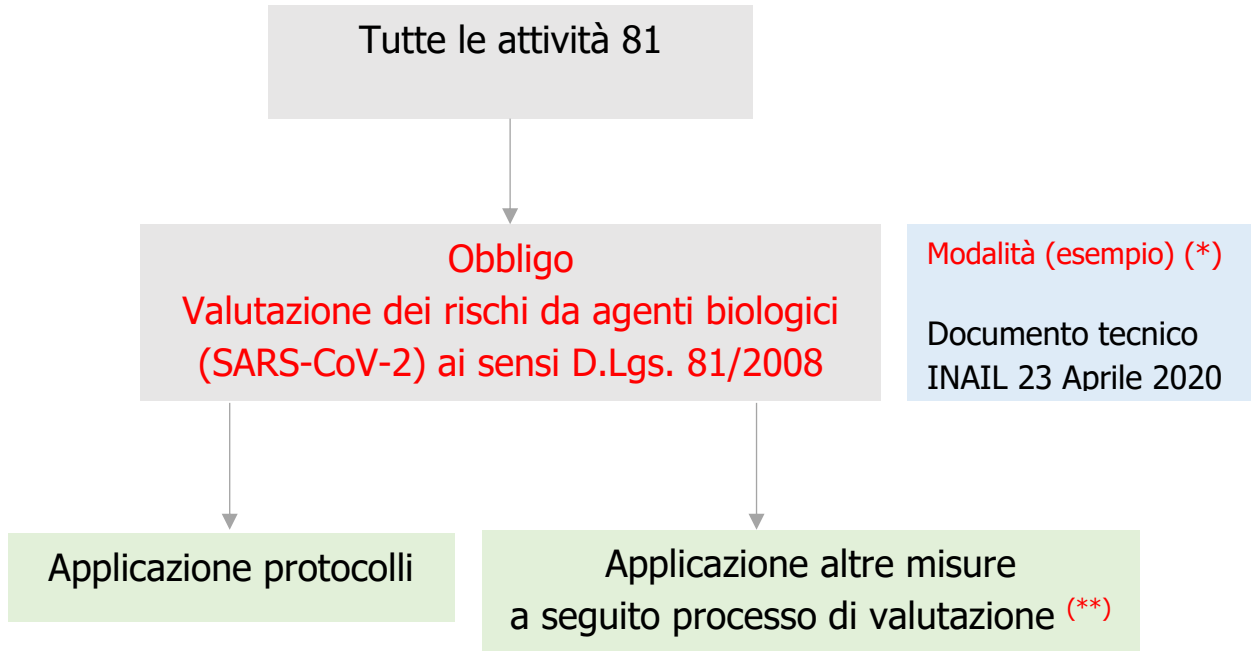 Tutte le attività 81
Obbligo
Valutazione dei rischi da agenti biologici
(SARS-CoV-2) ai sensi D.Lgs. 81/2008
Modalità (esempio) (*)
Documento tecnico
INAIL 23 Aprile 2020
Applicazione protocolli
Applicazione altre misure
a seguito processo di valutazione (**)